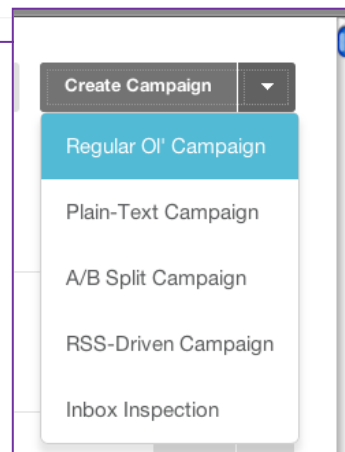 Create Campaign
Regular Ol' Campaign
Plain-Text Campaign
A/B Split Campaign
RSS-Driven Campaign
Inbox Inspection